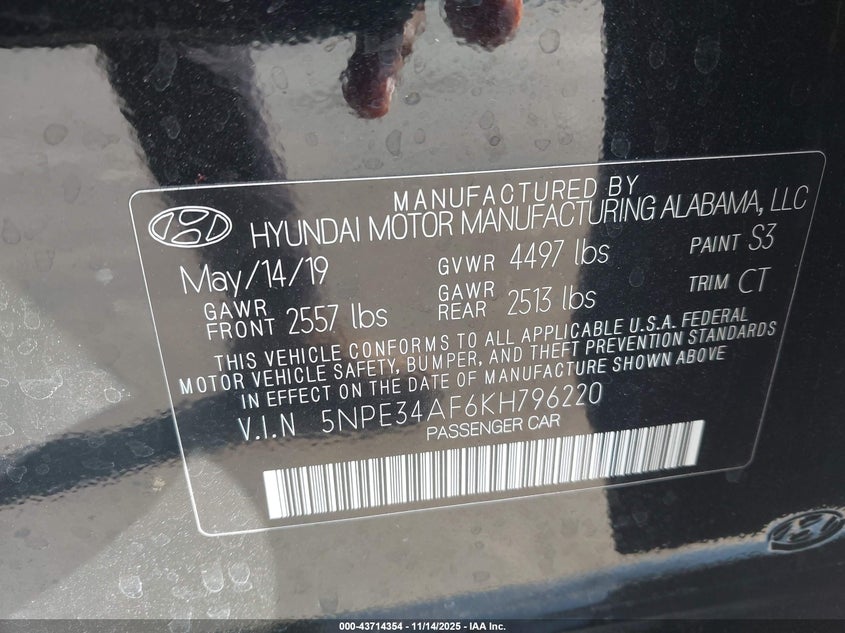 MANUFACTURED BY
HYUNDAI MOTOR MANUFACTURING ALABAMA, LLC
May/14/19 GVWR 4497 lbs PAINT S3
GAWR FRONT 2557 lbs GAWR REAR 2513 lbs TRIM CT
THIS VEHICLE CONFORMS TO ALL APPLICABLE U.S.A. FEDERAL
MOTOR VEHICLE SAFETY, BUMPER, AND THEFT PREVENTION STANDARDS
IN EFFECT ON THE DATE OF MANUFACTURE SHOWN ABOVE
V.I.N 5NPE34AF6KH796220
PASSENGER CAR
000-43714354 - 11/14/2025 - IAA Inc.